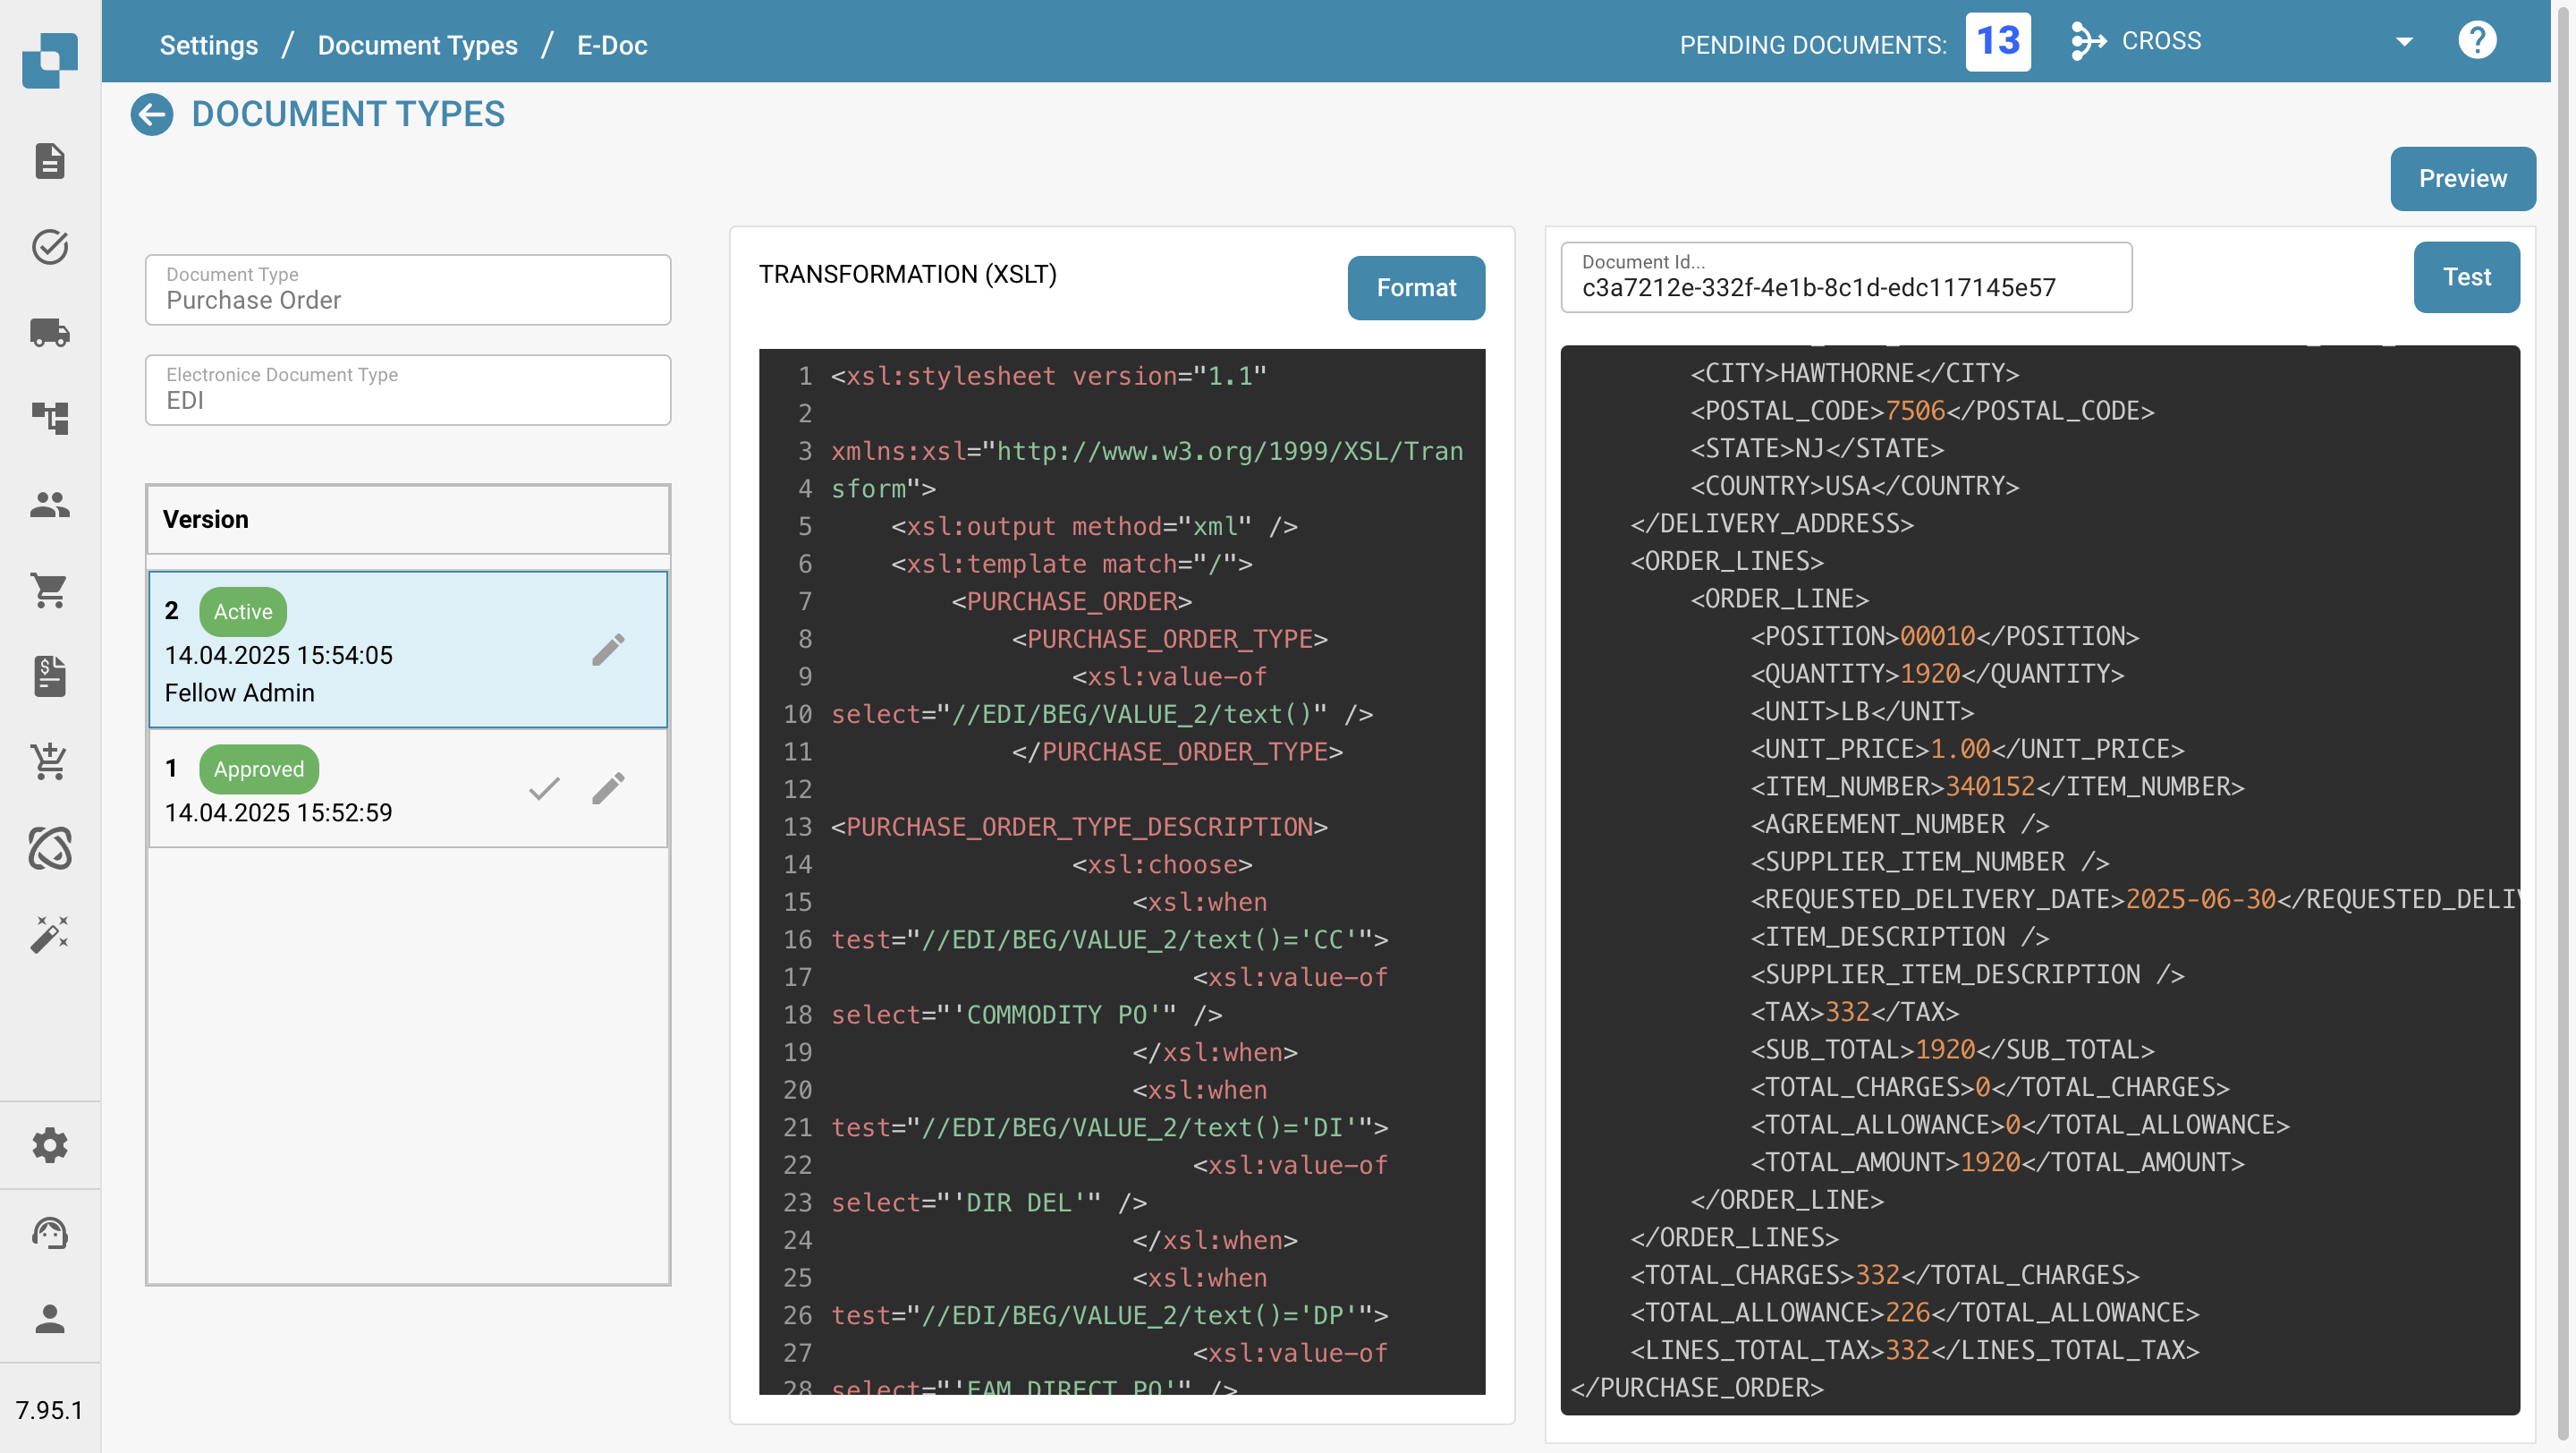 Settings / Document Types / E-Doc
PENDING DOCUMENTS: 13
CROSS
?
DOCUMENT TYPES
Preview
Document Type
Purchase Order
Electronice Document Type
EDI
Version
2 Active
14.04.2025 15:54:05
Fellow Admin
1 Approved
14.04.2025 15:52:59
7.95.1
TRANSFORMATION (XSLT)
Format
1 <xsl:stylesheet version="1.1"
2
3 xmlns:xsl="http://www.w3.org/1999/XSL/Tran
4 sform">
5     <xsl:output method="xml" />
6     <xsl:template match="/">
7         <PURCHASE_ORDER>
8             <PURCHASE_ORDER_TYPE>
9                 <xsl:value-of
10 select="//EDI/BEG/VALUE_2/text()" />
11             </PURCHASE_ORDER_TYPE>
12
13 <PURCHASE_ORDER_TYPE_DESCRIPTION>
14                 <xsl:choose>
15                     <xsl:when
16 test="//EDI/BEG/VALUE_2/text()='CC'">
17                         <xsl:value-of
18 select="'COMMODITY PO'" />
19                     </xsl:when>
20                     <xsl:when
21 test="//EDI/BEG/VALUE_2/text()='DI'">
22                         <xsl:value-of
23 select="'DIR DEL'" />
24                     </xsl:when>
25                     <xsl:when
26 test="//EDI/BEG/VALUE_2/text()='DP'">
27                         <xsl:value-of
28 select="'EAM DIRECT PO'" />
Document Id...
c3a7212e-332f-4e1b-8c1d-edc117145e57
Test
<CITY>HAWTHORNE</CITY>
<POSTAL_CODE>7506</POSTAL_CODE>
<STATE>NJ</STATE>
<COUNTRY>USA</COUNTRY>
</DELIVERY_ADDRESS>
<ORDER_LINES>
<ORDER_LINE>
<POSITION>00010</POSITION>
<QUANTITY>1920</QUANTITY>
<UNIT>LB</UNIT>
<UNIT_PRICE>1.00</UNIT_PRICE>
<ITEM_NUMBER>340152</ITEM_NUMBER>
<AGREEMENT_NUMBER />
<SUPPLIER_ITEM_NUMBER />
<REQUESTED_DELIVERY_DATE>2025-06-30</REQUESTED_DELIV
<ITEM_DESCRIPTION />
<SUPPLIER_ITEM_DESCRIPTION />
<TAX>332</TAX>
<SUB_TOTAL>1920</SUB_TOTAL>
<TOTAL_CHARGES>0</TOTAL_CHARGES>
<TOTAL_ALLOWANCE>0</TOTAL_ALLOWANCE>
<TOTAL_AMOUNT>1920</TOTAL_AMOUNT>
</ORDER_LINE>
</ORDER_LINES>
<TOTAL_CHARGES>332</TOTAL_CHARGES>
<TOTAL_ALLOWANCE>226</TOTAL_ALLOWANCE>
<LINES_TOTAL_TAX>332</LINES_TOTAL_TAX>
</PURCHASE_ORDER>